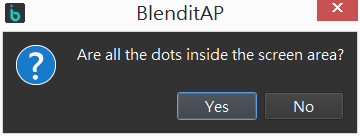 BlenditAP
Are all the dots inside the screen area?
Yes No